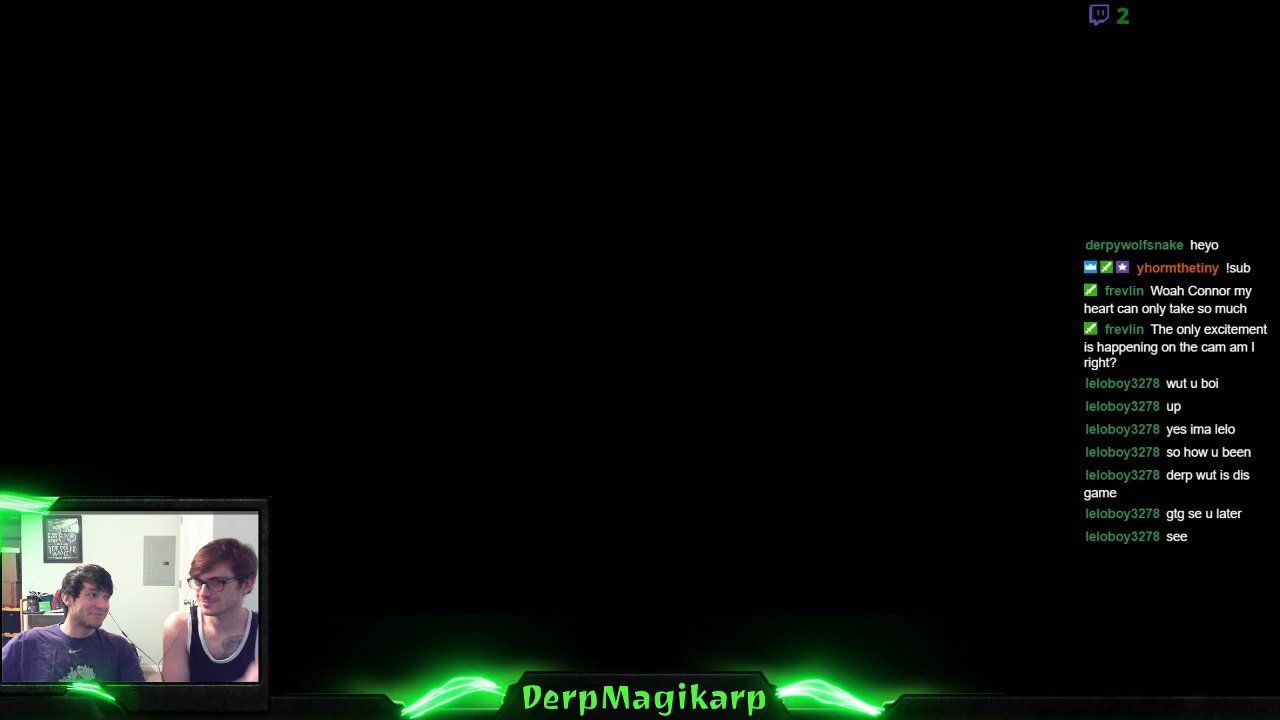 2
derpywolfsnake heyo
yhormthetiny !sub
frevlin Woah Connor my
heart can only take so much
frevlin The only excitement
is happening on the cam am I
right?
leloboy3278 wut u boi
leloboy3278 up
leloboy3278 yes ima lelo
leloboy3278 so how u been
leloboy3278 derp wut is dis
game
leloboy3278 gtg se u later
leloboy3278 see
DerpMagikarp